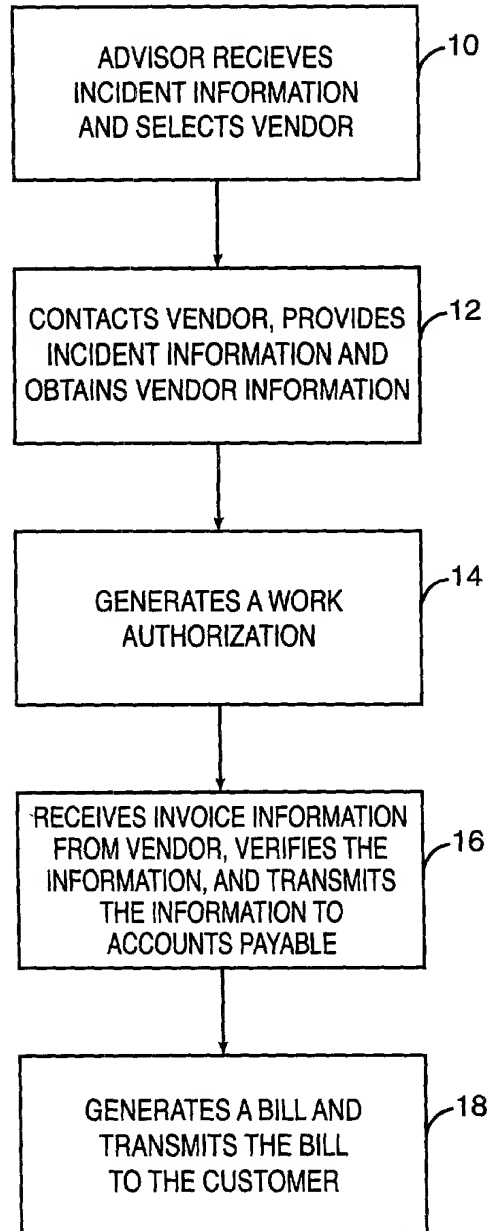 ADVISOR RECIEVES
INCIDENT INFORMATION
AND SELECTS VENDOR
10
CONTACTS VENDOR, PROVIDES
INCIDENT INFORMATION AND
OBTAINS VENDOR INFORMATION
12
GENERATES A WORK
AUTHORIZATION
14
RECEIVES INVOICE INFORMATION
FROM VENDOR, VERIFIES THE
INFORMATION, AND TRANSMITS
THE INFORMATION TO
ACCOUNTS PAYABLE
16
GENERATES A BILL AND
TRANSMITS THE BILL
TO THE CUSTOMER
18